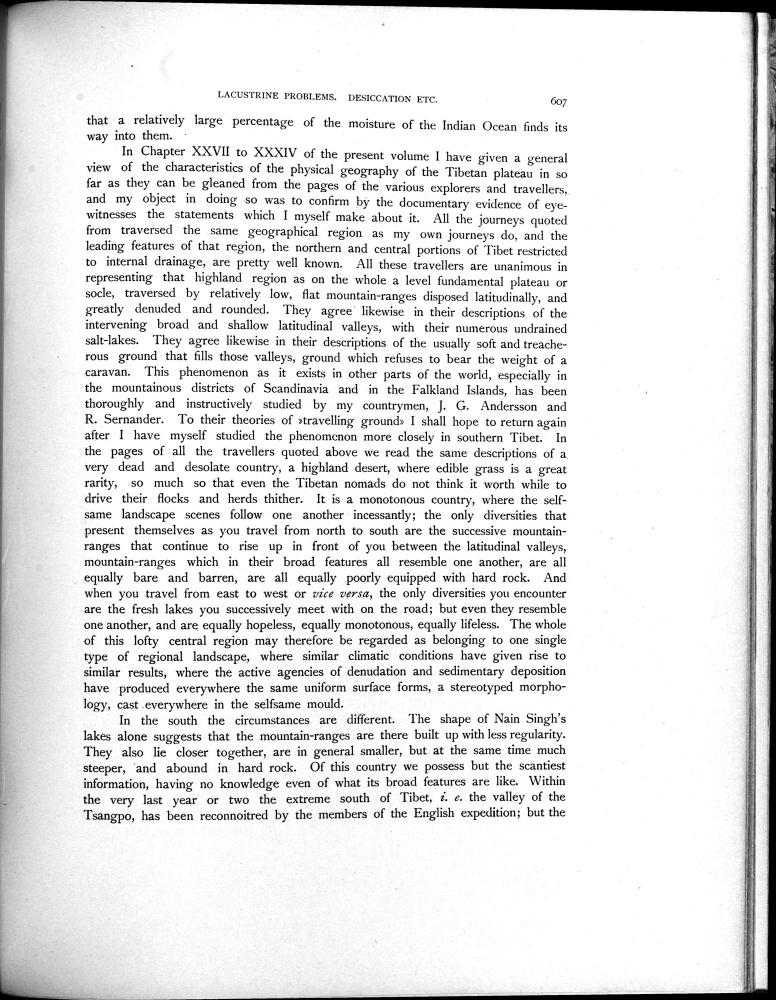 LACUSTRINE PROBLEMS. DESICCATION ETC. 607
that a relatively large percentage of the moisture of the Indian Ocean finds its
way into them.
In Chapter XXVII to XXXIV of the present volume I have given a general
view of the characteristics of the physical geography of the Tibetan plateau in so
far as they can be gleaned from the pages of the various explorers and travellers,
and my object in doing so was to confirm by the documentary evidence of eye-
witnesses the statements which I myself make about it. All the journeys quoted
from traversed the same geographical region as my own journeys do, and the
leading features of that region, the northern and central portions of Tibet restricted
to internal drainage, are pretty well known. All these travellers are unanimous in
representing that highland region as on the whole a level fundamental plateau or
socle, traversed by relatively low, flat mountain-ranges disposed latitudinally, and
greatly denuded and rounded. They agree likewise in their descriptions of the
intervening broad and shallow latitudinal valleys, with their numerous undrained
salt-lakes. They agree likewise in their descriptions of the usually soft and treache-
rous ground that fills those valleys, ground which refuses to bear the weight of a
caravan. This phenomenon as it exists in other parts of the world, especially in
the mountainous districts of Scandinavia and in the Falkland Islands, has been
thoroughly and instructively studied by my countrymen, J. G. Andersson and
R. Sernander. To their theories of »travelling ground» I shall hope to return again
after I have myself studied the phenomenon more closely in southern Tibet. In
the pages of all the travellers quoted above we read the same descriptions of a
very dead and desolate country, a highland desert, where edible grass is a great
rarity, so much so that even the Tibetan nomads do not think it worth while to
drive their flocks and herds thither. It is a monotonous country, where the self-
same landscape scenes follow one another incessantly; the only diversities that
present themselves as you travel from north to south are the successive mountain-
ranges that continue to rise up in front of you between the latitudinal valleys,
mountain-ranges which in their broad features all resemble one another, are all
equally bare and barren, are all equally poorly equipped with hard rock. And
when you travel from east to west or vice versa, the only diversities you encounter
are the fresh lakes you successively meet with on the road; but even they resemble
one another, and are equally hopeless, equally monotonous, equally lifeless. The whole
of this lofty central region may therefore be regarded as belonging to one single
type of regional landscape, where similar climatic conditions have given rise to
similar results, where the active agencies of denudation and sedimentary deposition
have produced everywhere the same uniform surface forms, a stereotyped morpho-
logy, cast everywhere in the selfsame mould.
In the south the circumstances are different. The shape of Nain Singh's
lakes alone suggests that the mountain-ranges are there built up with less regularity.
They also lie closer together, are in general smaller, but at the same time much
steeper, and abound in hard rock. Of this country we possess but the scantiest
information, having no knowledge even of what its broad features are like. Within
the very last year or two the extreme south of Tibet, i. e. the valley of the
Tsangpo, has been reconnoitred by the members of the English expedition; but the